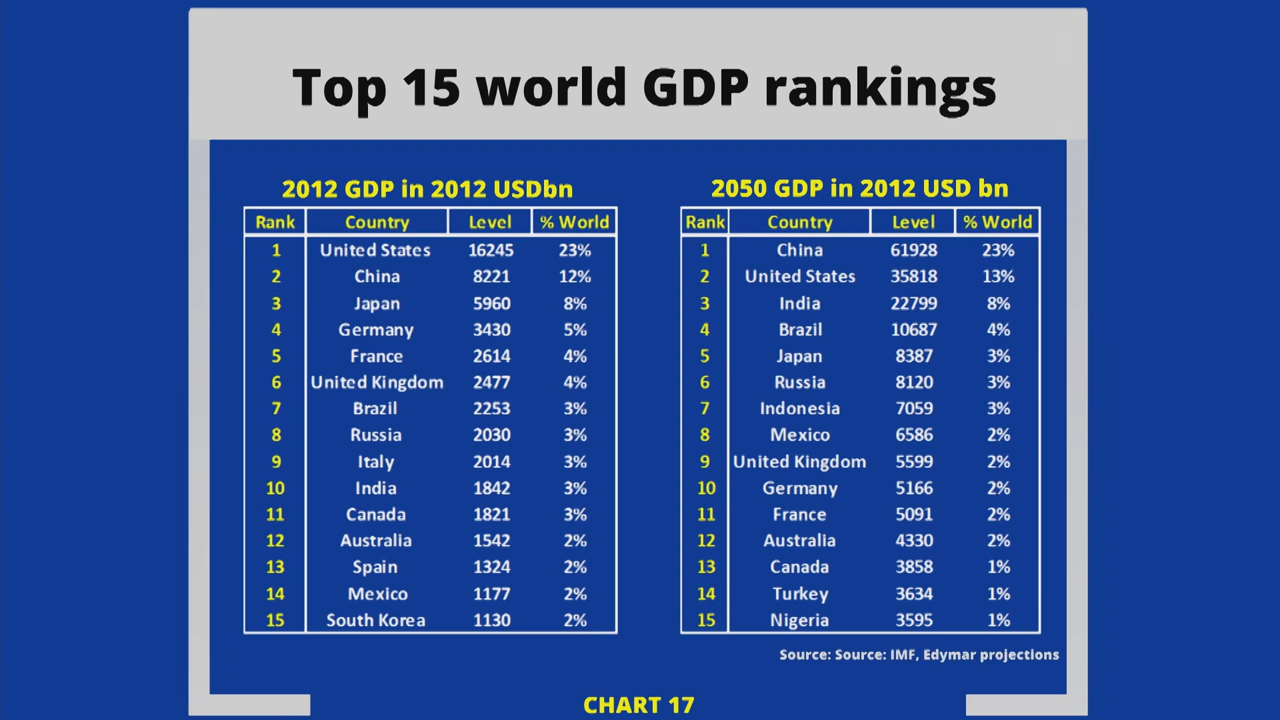 Top 15 world GDP rankings
2012 GDP in 2012 USDbn
Rank Country Level % World
1 United States 16245 23%
2 China 8221 12%
3 Japan 5960 8%
4 Germany 3430 5%
5 France 2614 4%
6 United Kingdom 2477 4%
7 Brazil 2253 3%
8 Russia 2030 3%
9 Italy 2014 3%
10 India 1842 3%
11 Canada 1821 3%
12 Australia 1542 2%
13 Spain 1324 2%
14 Mexico 1177 2%
15 South Korea 1130 2%
2050 GDP in 2012 USD bn
Rank Country Level % World
1 China 61928 23%
2 United States 35818 13%
3 India 22799 8%
4 Brazil 10687 4%
5 Japan 8387 3%
6 Russia 8120 3%
7 Indonesia 7059 3%
8 Mexico 6586 2%
9 United Kingdom 5599 2%
10 Germany 5166 2%
11 France 5091 2%
12 Australia 4330 2%
13 Canada 3858 1%
14 Turkey 3634 1%
15 Nigeria 3595 1%
Source: Source: IMF, Edymar projections
CHART 17